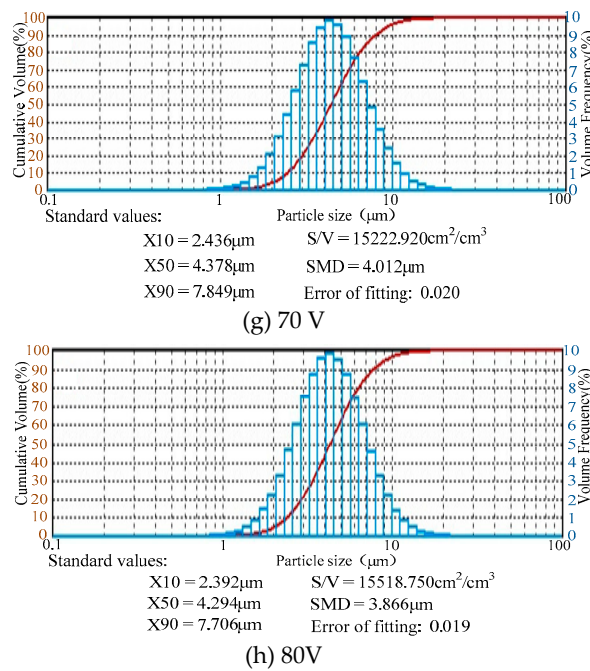 100
90
80
70
60
50
40
30
20
10
0
Cumulative Volume(%)
10
9
8
7
6
5
4
3
2
1
0
Volume Frequency(%)
0.1 1 10 100
Particle size (μm)
Standard values:
X10 = 2.436μm S/V = 15222.920cm²/cm³
X50 = 4.378μm SMD = 4.012μm
X90 = 7.849μm Error of fitting: 0.020
(g) 70 V
100
90
80
70
60
50
40
30
20
10
0
Cumulative Volume(%)
10
9
8
7
6
5
4
3
2
1
0
Volume Frequency(%)
0.1 1 10 100
Particle size (μm)
Standard values:
X10 = 2.392μm S/V = 15518.750cm²/cm³
X50 = 4.294μm SMD = 3.866μm
X90 = 7.706μm Error of fitting: 0.019
(h) 80V